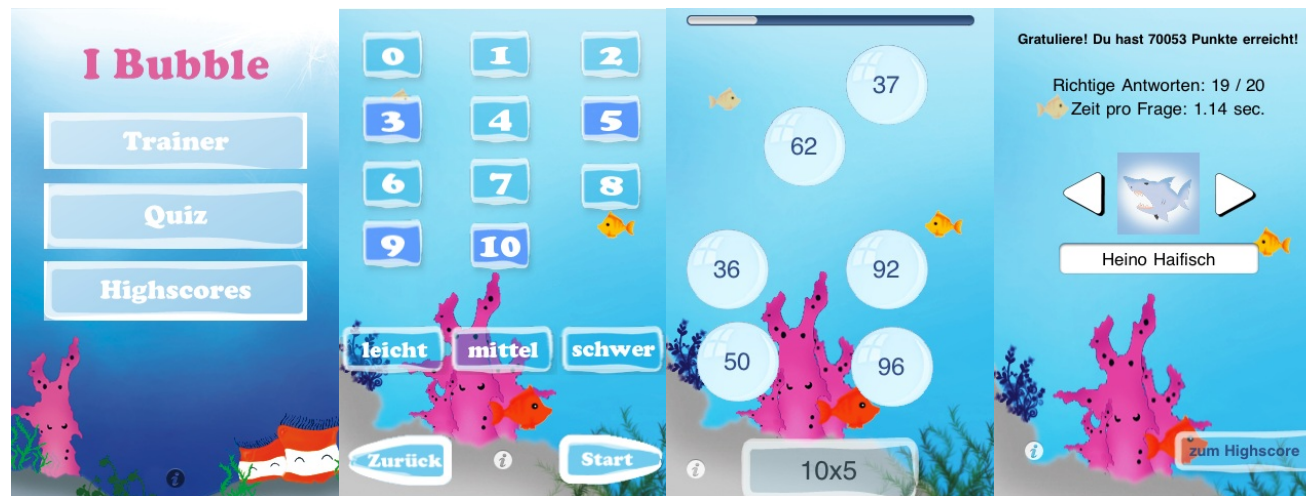 I Bubble
Trainer
Quiz
Highscores
0 1 2
3 4 5
6 7 8
9 10
leicht mittel schwer
Zurück Start
37
62
36 92
50 96
10x5
Gratuliere! Du hast 70053 Punkte erreicht!
Richtige Antworten: 19 / 20
Zeit pro Frage: 1.14 sec.
Heino Haifisch
zum Highscore